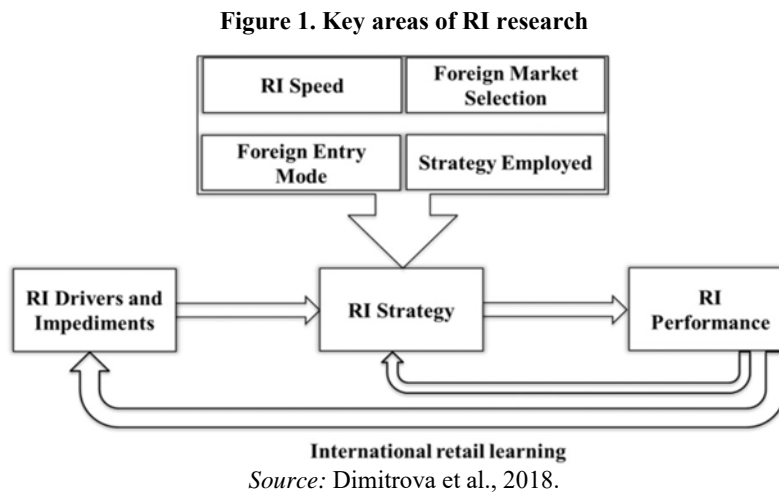 Figure 1. Key areas of RI research
RI Speed
Foreign Market
Selection
Foreign Entry
Mode
Strategy Employed
RI Drivers and
Impediments
RI Strategy
RI
Performance
International retail learning
Source: Dimitrova et al., 2018.